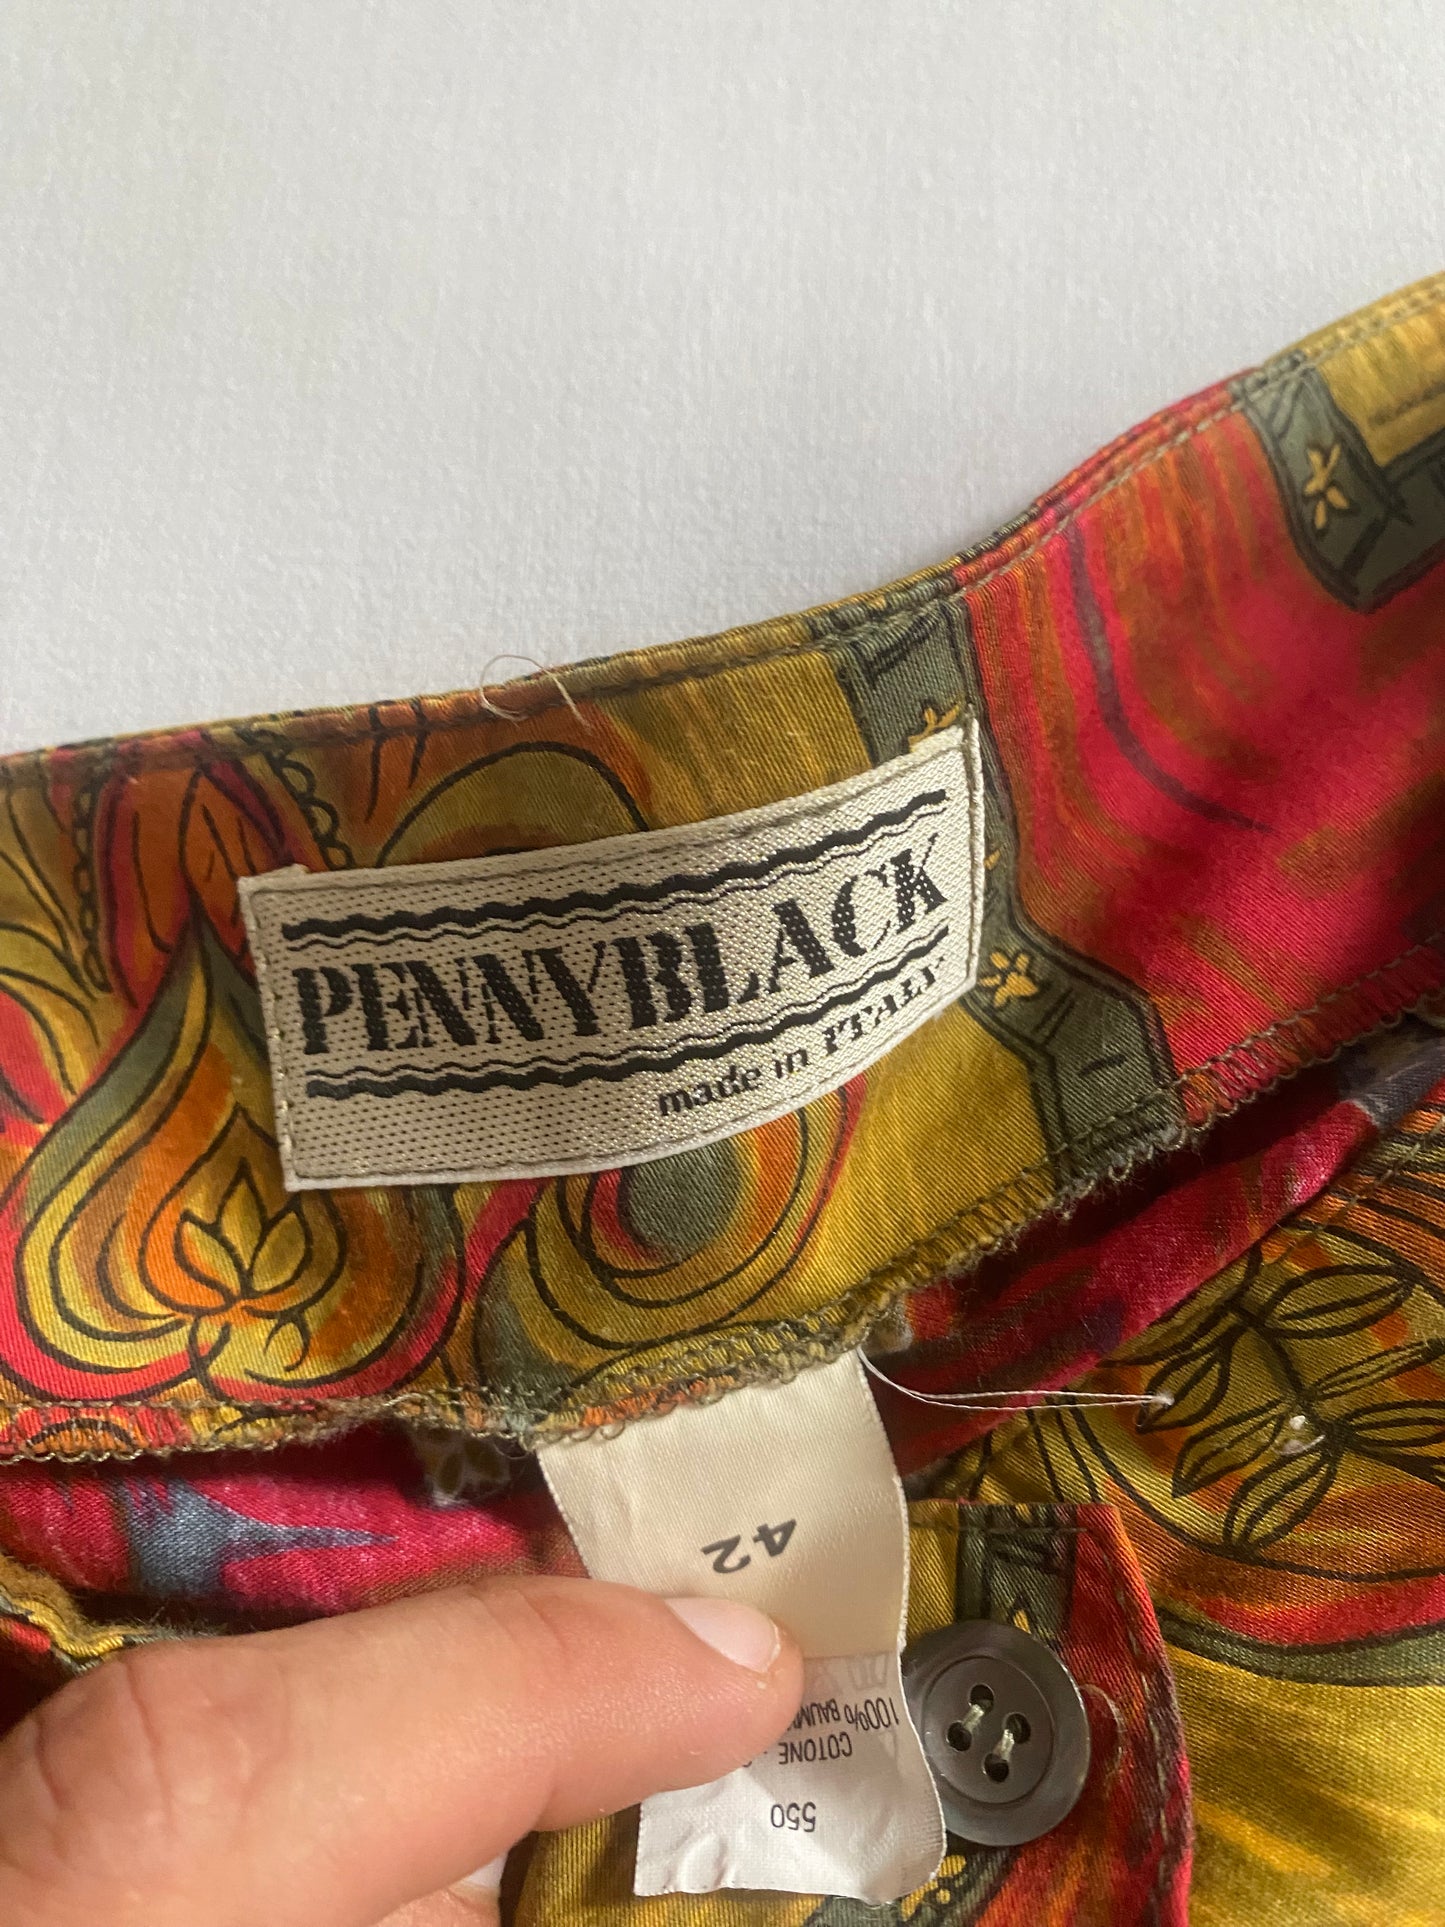 PENNYBLACK
made in ITALY
42
100% BAUM
COTONE -
550